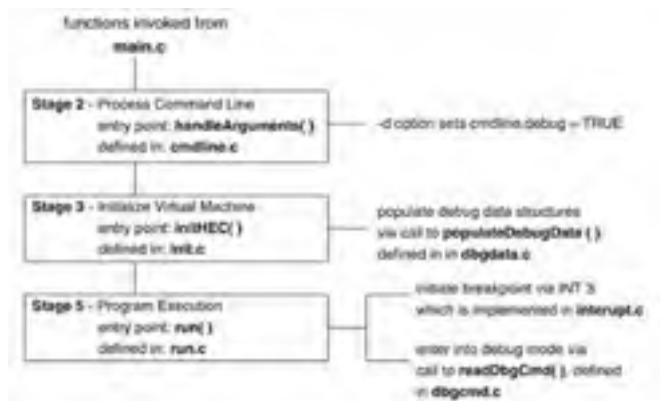 functions invoked from
main.c
Stage 2 - Process Command Line
entry point: handleArguments( )
defined in: cmdline.c
-d option sets cmdline.debug = TRUE
Stage 3 - Initialize Virtual Machine
entry point: initHEC( )
defined in: init.c
populate debug data structures
via call to populateDebugData ( )
defined in in dbgdata.c
Stage 5 - Program Execution
entry point: run( )
defined in: run.c
initiate breakpoint via INT 3
which is implemented in interupt.c
enter into debug mode via
call to readDbgCmd( ), defined
in dbgcmd.c